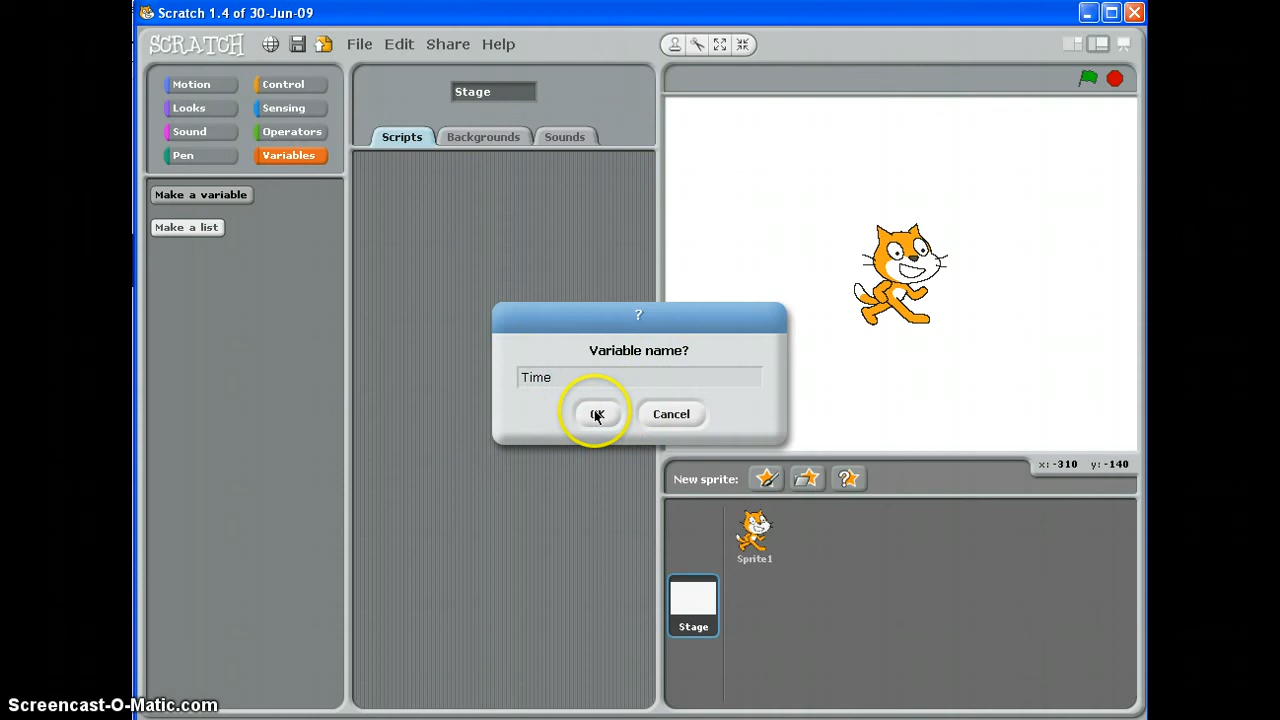 Scratch 1.4 of 30-Jun-09
SCRATCH File Edit Share Help
Motion Control
Looks Sensing
Sound Operators
Pen Variables
Make a variable
Make a list
Stage
Scripts Backgrounds Sounds
?
Variable name?
Time
OK Cancel
x: -310 y: -140
New sprite:
Sprite1
Stage
Screencast-O-Matic.com